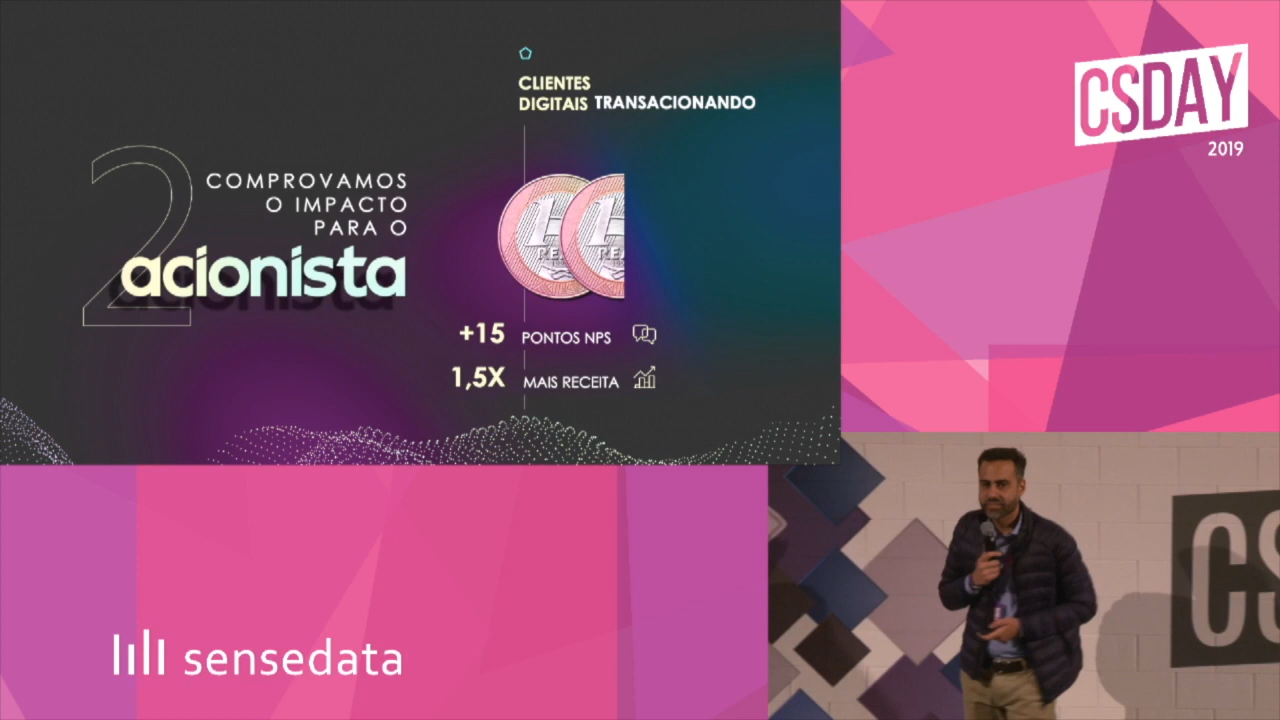 2
COMPROVAMOS
O IMPACTO
PARA O
acionista
CLIENTES
DIGITAIS TRANSACIONANDO
+15 PONTOS NPS
1,5X MAIS RECEITA
CSDAY
2019
sensedata
CS